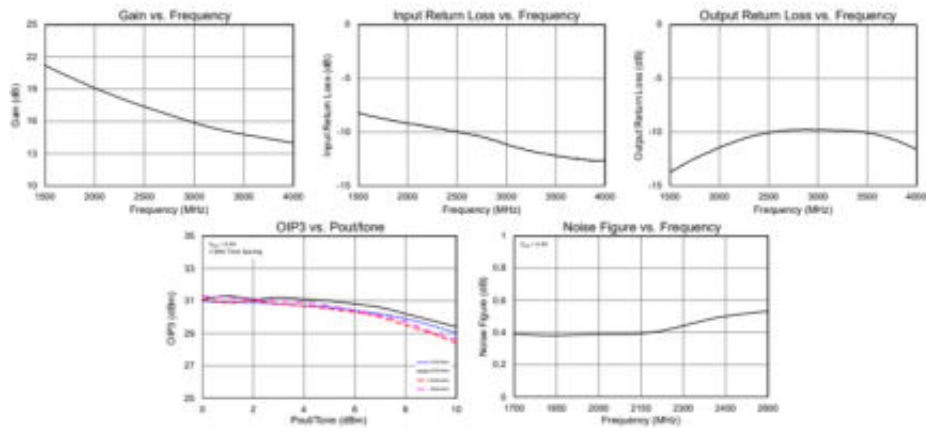 Gain vs. Frequency
25
22
19
16
13
10
Gain (dB)
1500 2000 2500 3000 3500 4000
Frequency (MHz)
Input Return Loss vs. Frequency
0
-5
-10
-15
Input Return Loss (dB)
1500 2000 2500 3000 3500 4000
Frequency (MHz)
Output Return Loss vs. Frequency
0
-5
-10
-15
Output Return Loss (dB)
1500 2000 2500 3000 3500 4000
Frequency (MHz)
OIP3 vs. Pout/tone
35
33
31
29
27
25
OIP3 (dBm)
0 2 4 6 8 10
Pout/Tone (dBm)
Noise Figure vs. Frequency
1
0.8
0.6
0.4
0.2
0
Noise Figure (dB)
1700 1850 2000 2150 2300 2450 2600
Frequency (MHz)